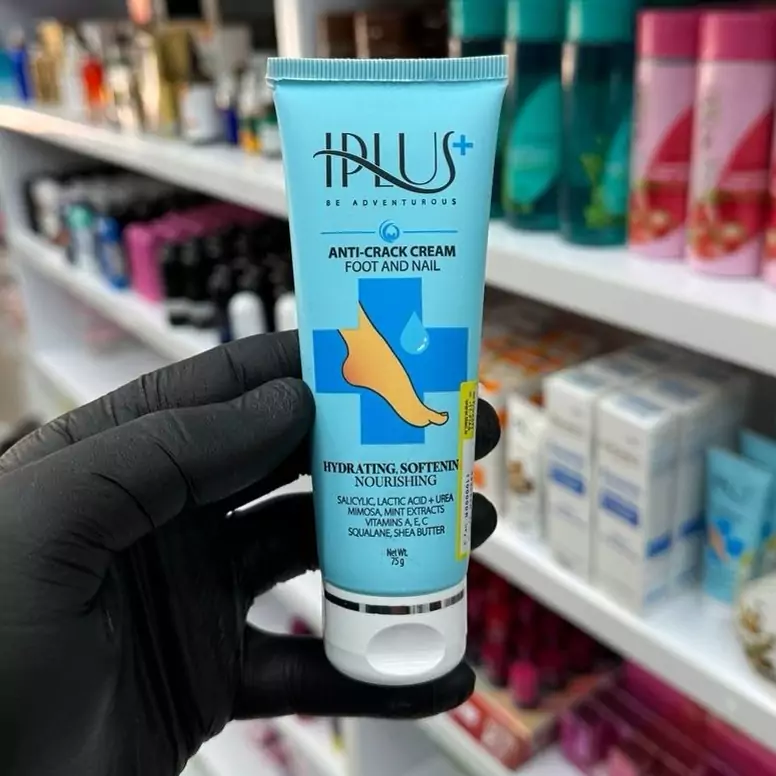 IPLUS+
BE ADVENTUROUS
ANTI-CRACK CREAM
FOOT AND NAIL
HYDRATING, SOFTENIN
NOURISHING
SALICYLIC, LACTIC ACID + UREA
MIMOSA, MINT EXTRACTS
VITAMINS A, E, C
SQUALANE, SHEA BUTTER
Net Wt.
75 g